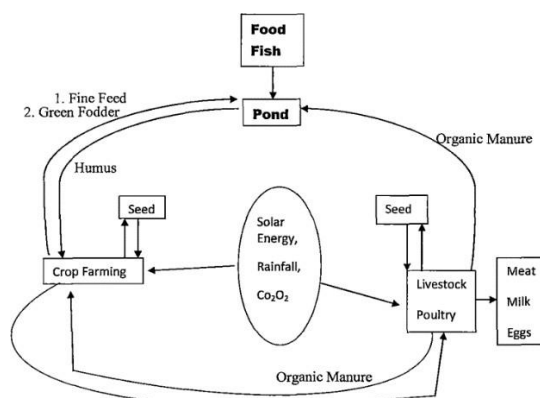 Food
Fish
1. Fine Feed
2. Green Fodder
Pond
Organic Manure
Humus
Seed
Seed
Solar
Energy,
Rainfall,
Co₂O₂
Crop Farming
Livestock
Poultry
Meat
Milk
Eggs
Organic Manure